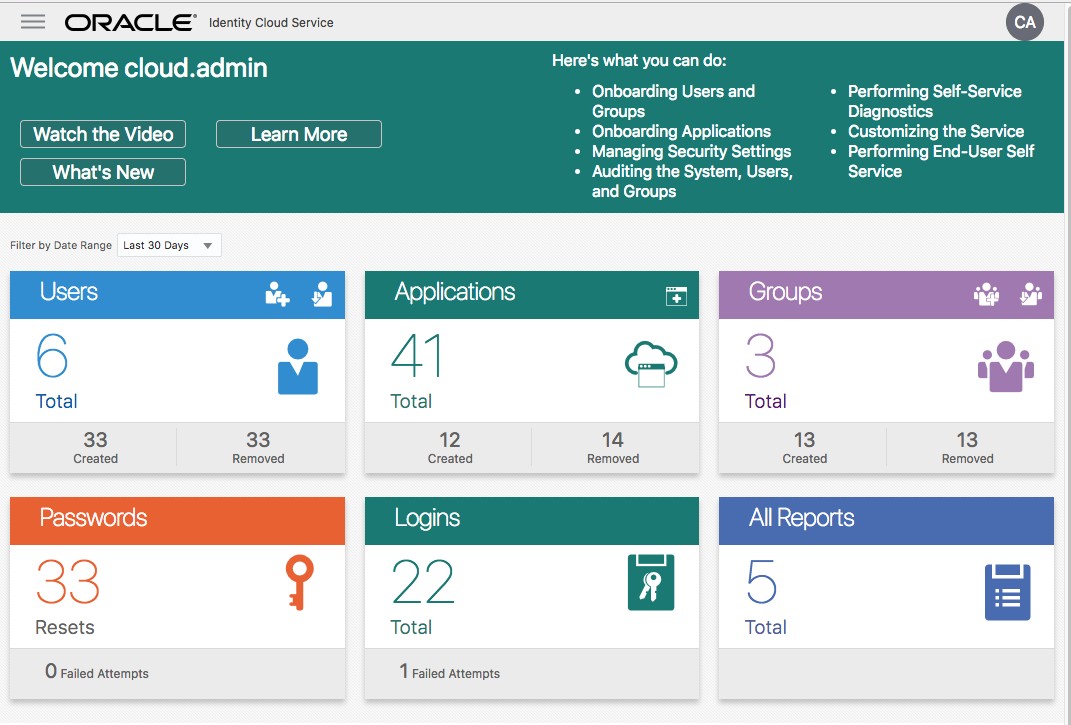 ORACLE® Identity Cloud Service
CA
Welcome cloud.admin
Watch the Video
Learn More
What's New
Here's what you can do:
• Onboarding Users and
Groups
• Onboarding Applications
• Managing Security Settings
• Auditing the System, Users,
and Groups
• Performing Self-Service
Diagnostics
• Customizing the Service
• Performing End-User Self
Service
Filter by Date Range Last 30 Days
Users
6
Total
33
Created
33
Removed
Applications
41
Total
12
Created
14
Removed
Groups
3
Total
13
Created
13
Removed
Passwords
33
Resets
0 Failed Attempts
Logins
22
Total
1 Failed Attempts
All Reports
5
Total